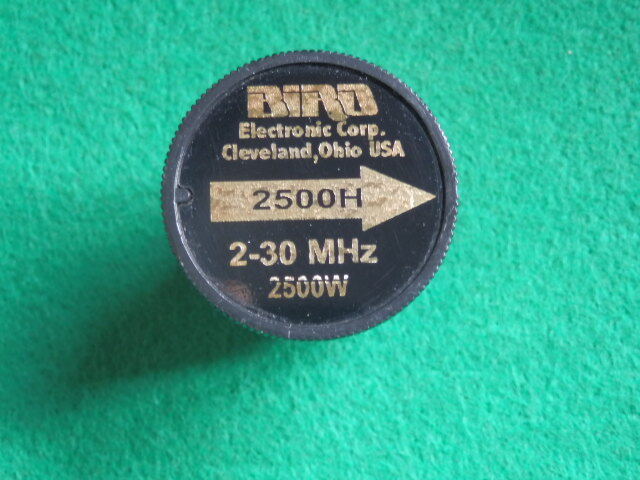 BIRD
Electronic Corp.
Cleveland,Ohio USA
2500H
2-30 MHz
2500W